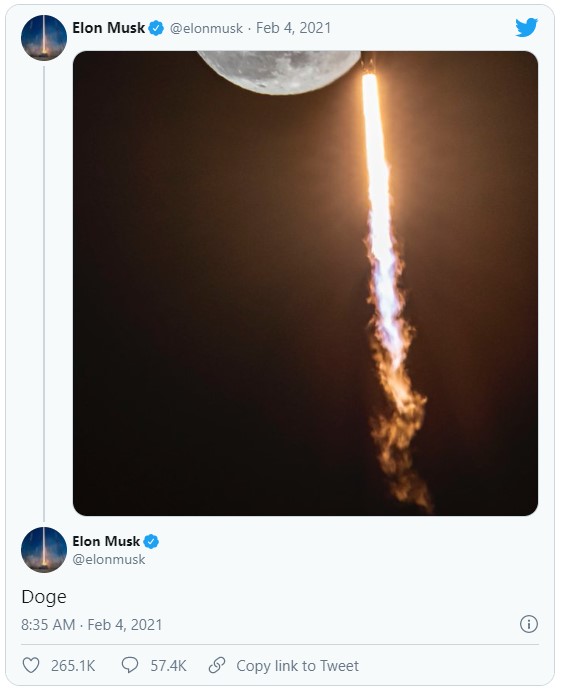 Elon Musk @elonmusk · Feb 4, 2021
Elon Musk
@elonmusk
Doge
8:35 AM · Feb 4, 2021
265.1K 57.4K Copy link to Tweet